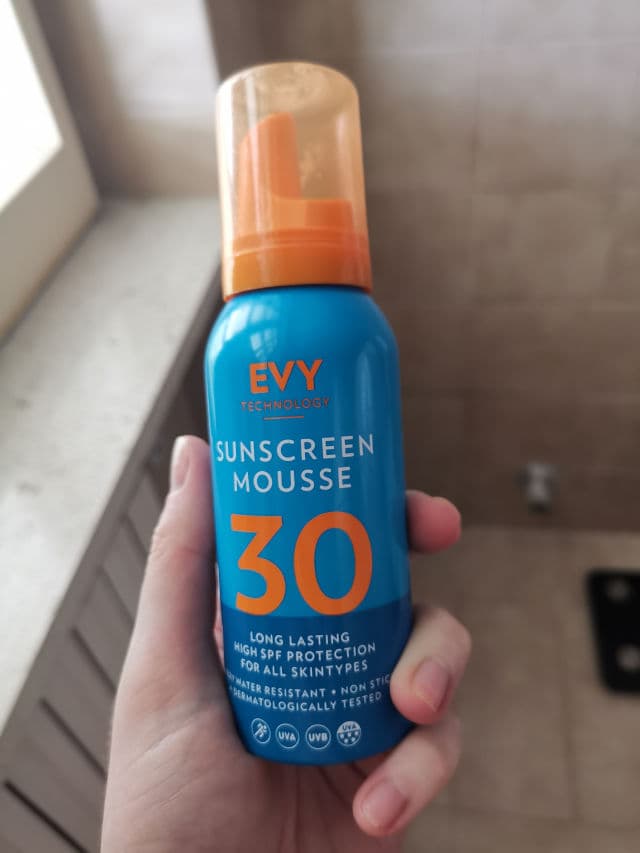 EVY
TECHNOLOGY
SUNSCREEN
MOUSSE
30
LONG LASTING
HIGH SPF PROTECTION
FOR ALL SKINTYPES
WATER RESISTANT • NON
DERMATOLOGICALLY TESTED
UVA
UVB
UVA